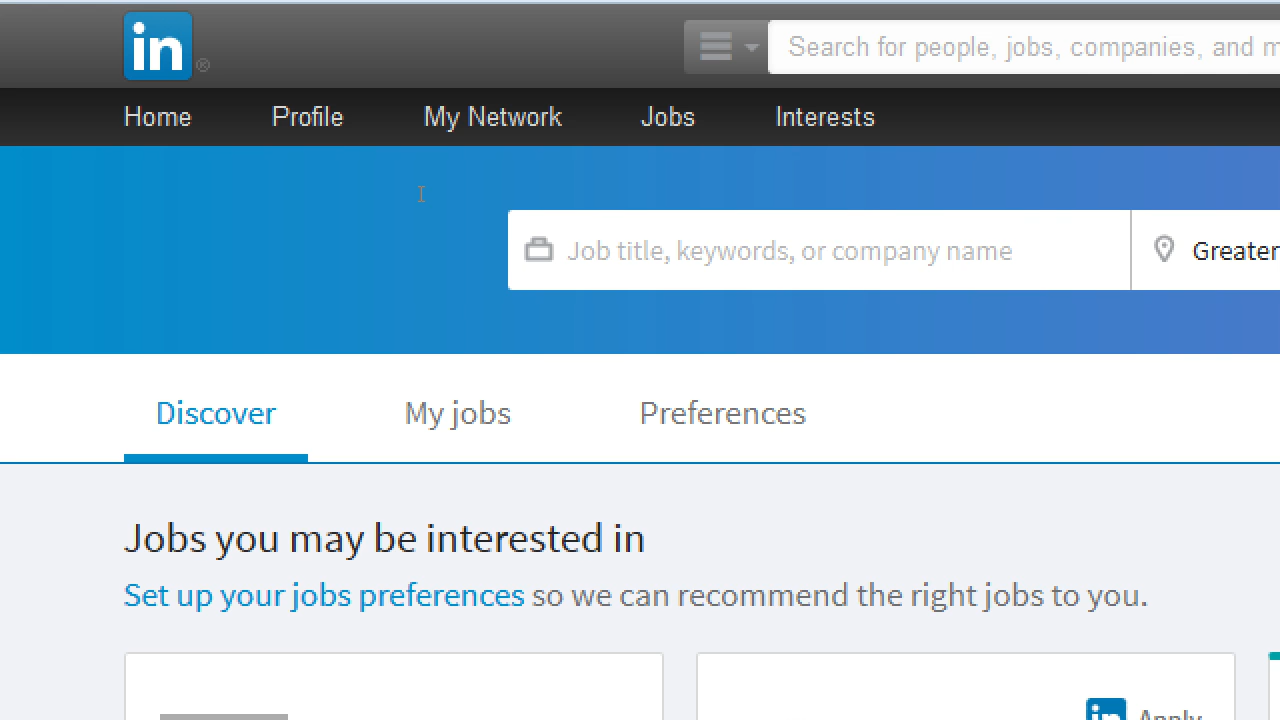 in ®
Search for people, jobs, companies, and m
Home Profile My Network Jobs Interests
Job title, keywords, or company name
Greater
Discover My jobs Preferences
Jobs you may be interested in
Set up your jobs preferences so we can recommend the right jobs to you.
in Apply